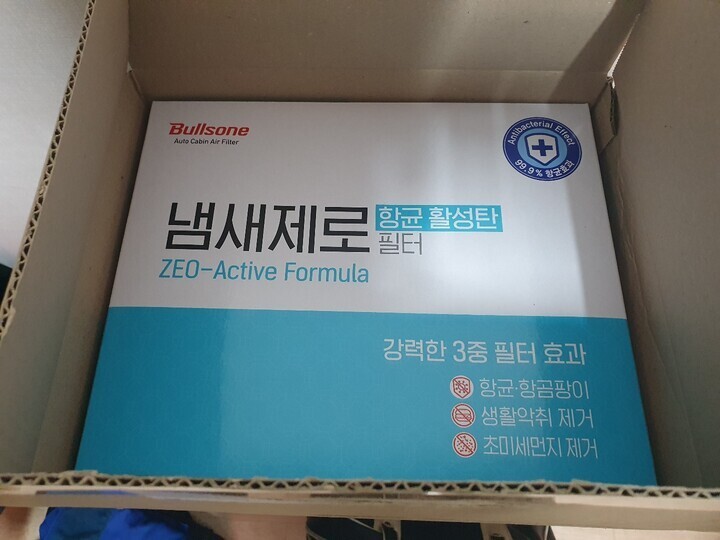 Bullsone
Auto Cabin Air Filter
Antibacterial Effect
99.9% 항균효과
냄새제로 항균 활성탄 필터
ZEO-Active Formula
강력한 3중 필터 효과
항균·항곰팡이
생활악취 제거
초미세먼지 제거